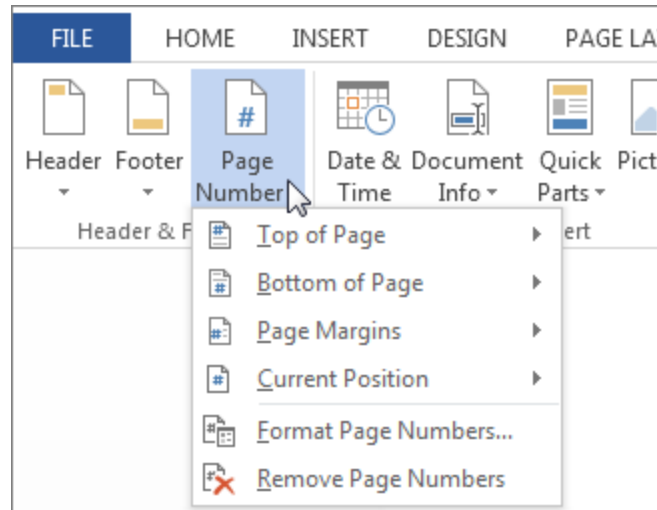 FILE HOME INSERT DESIGN PAGE LA
Header Footer Page Number Date & Time Document Info Quick Parts Pict
Header & F ert
Top of Page
Bottom of Page
Page Margins
Current Position
Format Page Numbers...
Remove Page Numbers